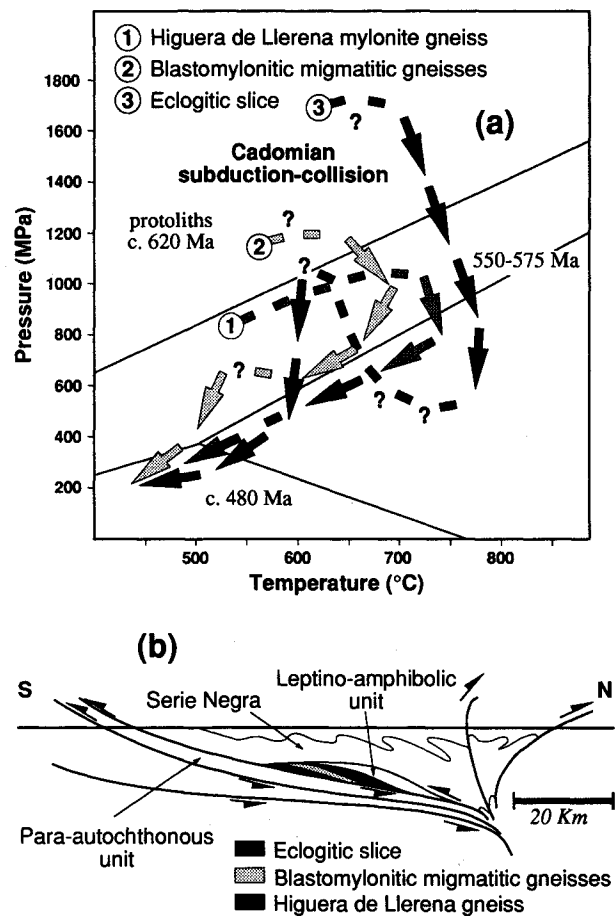 ① Higuera de Llerena mylonite gneiss
② Blastomylonitic migmatitic gneisses
③ Eclogitic slice
(a)
3
?
Cadomian
subduction-collision
protoliths
c. 620 Ma
?
2
?
1
550-575 Ma
?
?
?
c. 480 Ma
Pressure (MPa)
1800
1600
1400
1200
1000
800
600
400
200
500
600
700
800
Temperature (°C)
(b)
S
N
Serie Negra
Leptino-amphibolic
unit
Para-autochthonous
unit
20 Km
Eclogitic slice
Blastomylonitic migmatitic gneisses
Higuera de Llerena gneiss